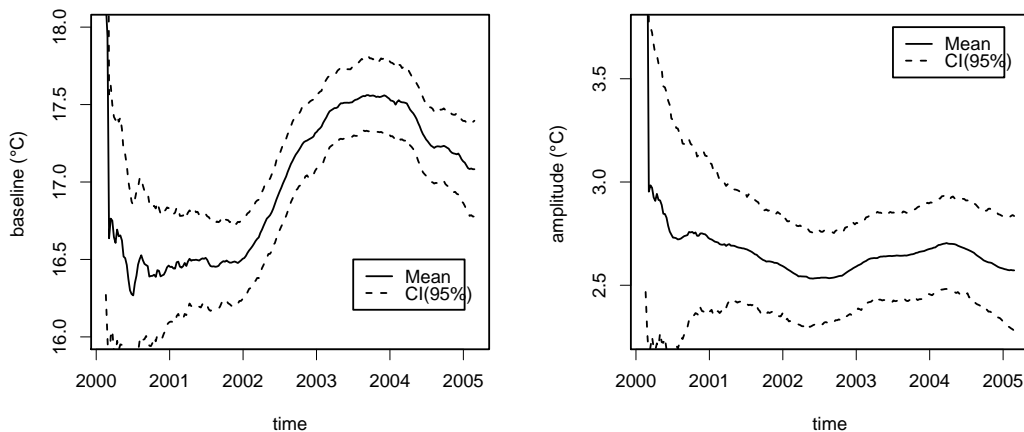 baseline (°C)
18.0
17.5
17.0
16.5
16.0
Mean
CI(95%)
2000 2001 2002 2003 2004 2005
time
amplitude (°C)
3.5
3.0
2.5
Mean
CI(95%)
2000 2001 2002 2003 2004 2005
time